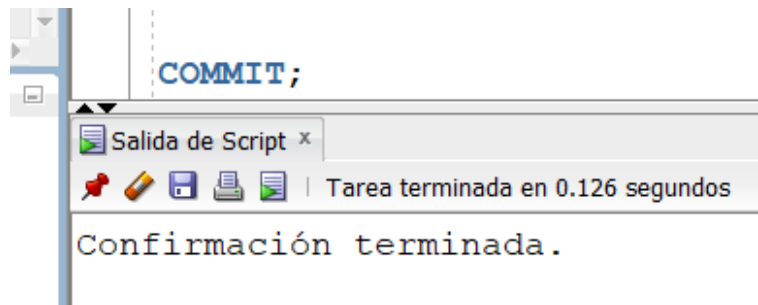 COMMIT;
Salida de Script x
Tarea terminada en 0.126 segundos
Confirmación terminada.